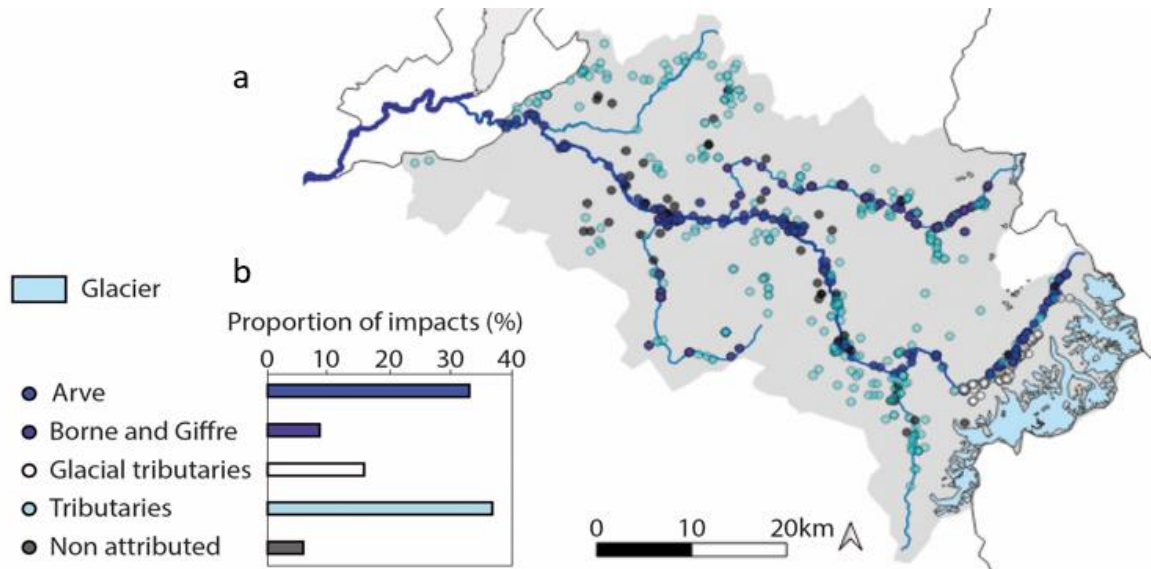 a
b
Glacier
Proportion of impacts (%)
0 10 20 30 40
Arve
Borne and Giffre
Glacial tributaries
Tributaries
Non attributed
0 10 20km